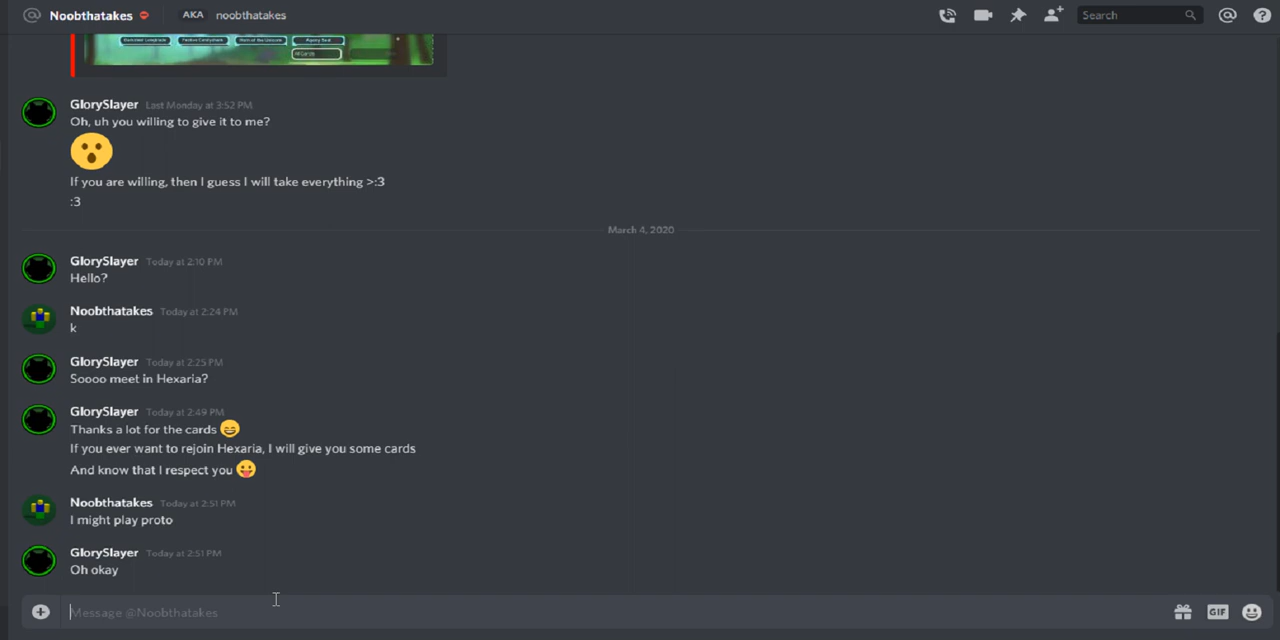 @ Noobthatakes AKA noobthatakes
Search
GlorySlayer Last Monday at 3:52 PM
Oh, uh you willing to give it to me?
If you are willing, then I guess I will take everything >:3
:3
March 4, 2020
GlorySlayer Today at 2:10 PM
Hello?
Noobthatakes Today at 2:24 PM
k
GlorySlayer Today at 2:25 PM
Soooo meet in Hexaria?
GlorySlayer Today at 2:49 PM
Thanks a lot for the cards 😄
If you ever want to rejoin Hexaria, I will give you some cards
And know that I respect you 😛
Noobthatakes Today at 2:51 PM
I might play proto
GlorySlayer Today at 2:51 PM
Oh okay
Message @Noobthatakes
GIF